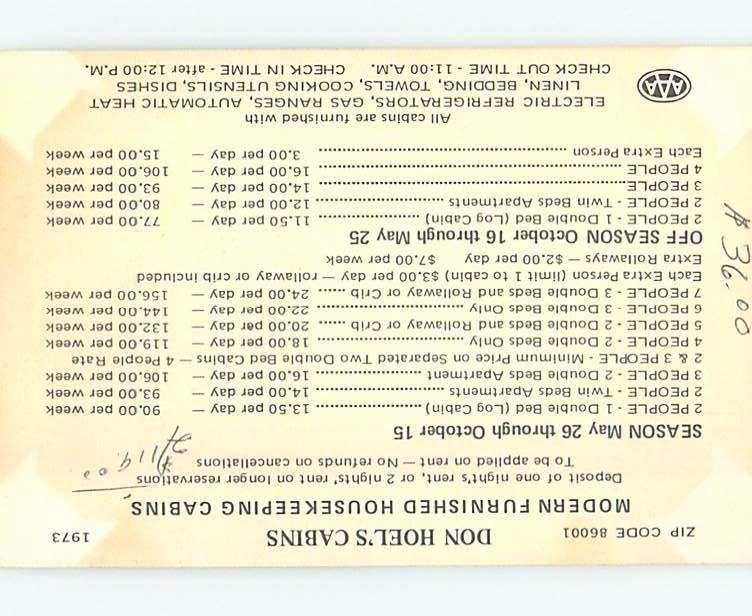 ZIP CODE 86001 DON HOEL'S CABINS 1973
MODERN FURNISHED HOUSEKEEPING CABINS
Deposit of one night's rent, or 2 nights' rent on longer reservations
To be applied on rent — No refunds on cancellations
$119.00
SEASON May 26 through October 15
2 PEOPLE - 1 Double Bed (Log Cabin) ................ 13.50 per day — 90.00 per week
2 PEOPLE - Twin Beds Apartments ................ 14.00 per day — 93.00 per week
3 PEOPLE - 2 Double Beds Apartment ................ 16.00 per day — 106.00 per week
2 & 3 PEOPLE - Minimum Price on Separated Two Double Bed Cabins — 4 People Rate
4 PEOPLE - 2 Double Beds Only ................ 18.00 per day — 119.00 per week
5 PEOPLE - 2 Double Beds and Rollaway or Crib ..... 20.00 per day — 132.00 per week
6 PEOPLE - 3 Double Beds Only ................ 22.00 per day — 144.00 per week
7 PEOPLE - 3 Double Beds and Rollaway or Crib ..... 24.00 per day — 156.00 per week
Each Extra Person (limit 1 to cabin) $3.00 per day — rollaway or crib included
Extra Rollaways — $2.00 per day $7.00 per week
$36.00
OFF SEASON October 16 through May 25
2 PEOPLE - 1 Double Bed (Log Cabin) ................ 11.50 per day — 77.00 per week
2 PEOPLE - Twin Beds Apartments ................ 12.00 per day — 80.00 per week
3 PEOPLE ................ 14.00 per day — 93.00 per week
4 PEOPLE ................ 16.00 per day — 106.00 per week
Each Extra Person ................ 3.00 per day — 15.00 per week
All cabins are furnished with
ELECTRIC REFRIGERATORS, GAS RANGES, AUTOMATIC HEAT
LINEN, BEDDING, TOWELS, COOKING UTENSILS, DISHES
CHECK OUT TIME - 11:00 A.M. CHECK IN TIME - after 12:00 P.M.
AAA